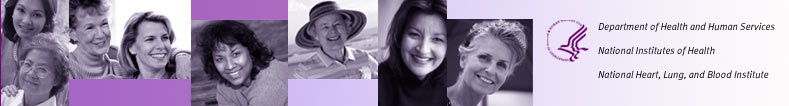 Department of Health and Human Services
National Institutes of Health
National Heart, Lung, and Blood Institute